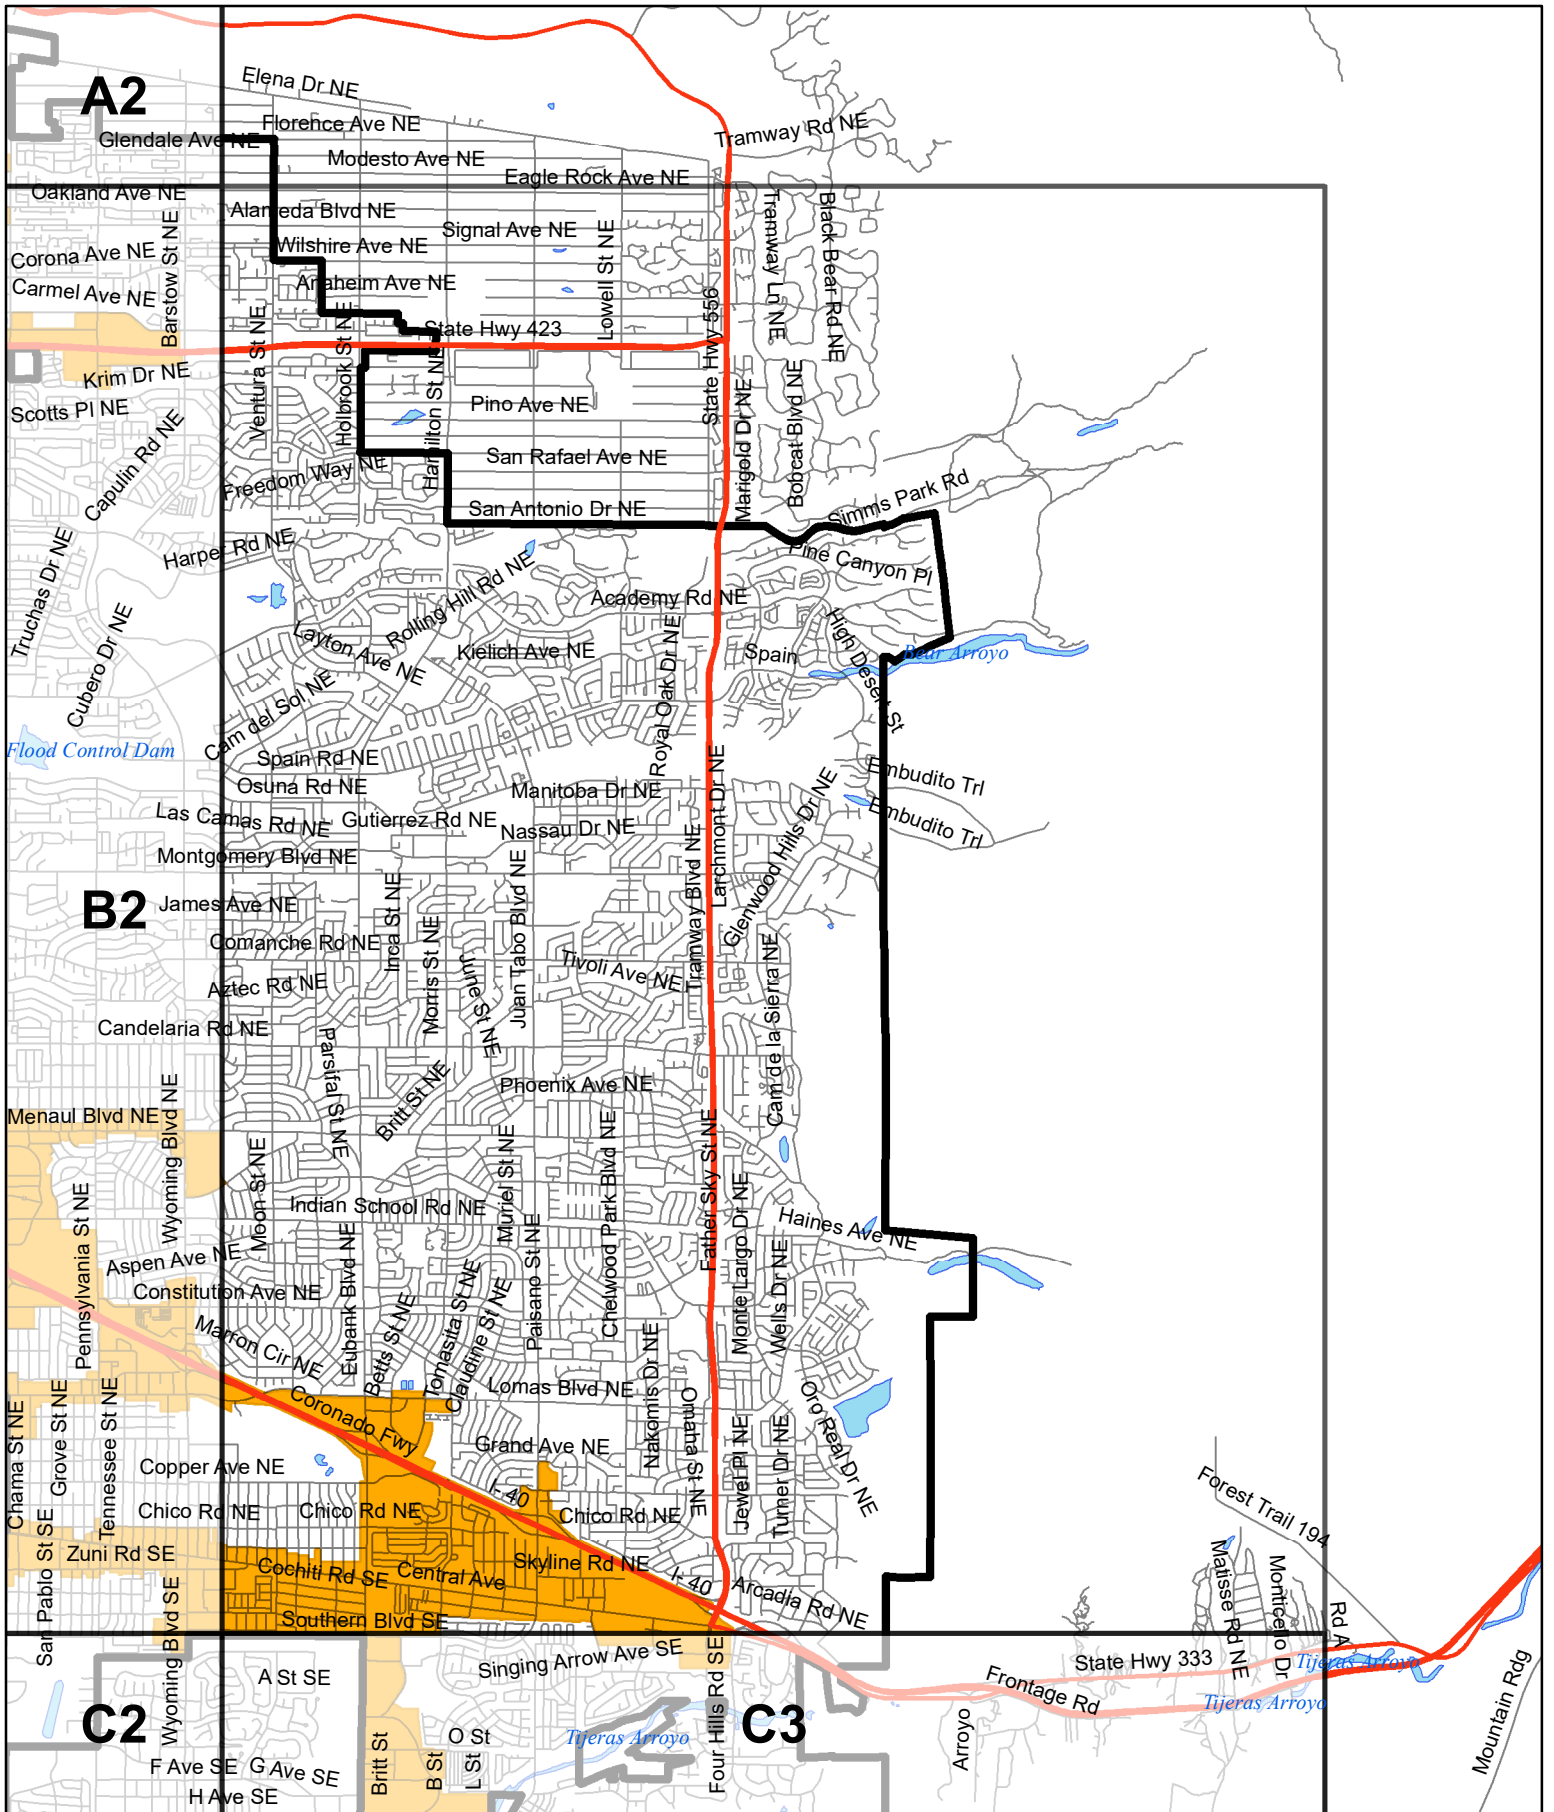 A2
Elena Dr NE
Florence Ave NE
Tramway Rd NE
Glendale Ave NE
Modesto Ave NE
Eagle Rock Ave NE
Oakland Ave NE
Alameda Blvd NE
Signal Ave NE
Barstow St NE
Corona Ave NE
Wilshire Ave NE
Lowell St NE
Tramway Ln NE
Black Bear Rd NE
Carmel Ave NE
Anaheim Ave NE
State Hwy 423
State Hwy 556
Ventura St NE
Holbrook St NE
Hamilton St NE
Krim Dr NE
Scotts Pl NE
Capulin Rd NE
Pino Ave NE
Marigold Dr NE
Bobcat Blvd NE
San Rafael Ave NE
Freedom Way NE
San Antonio Dr NE
Simms Park Rd
Harper Rd NE
Pine Canyon Pl
Truchas Dr NE
Rolling Hill Rd NE
Academy Rd NE
Cubero Dr NE
Layton Ave NE
Kielich Ave NE
Royal Oak Dr NE
Spain
High Desert St
Bear Arroyo
Cam del Sol NE
Flood Control Dam
Spain Rd NE
Osuna Rd NE
Manitoba Dr NE
Larchmont Dr NE
Embudito Trl
Embudito Trl
Las Camas Rd NE
Gutierrez Rd NE
Nassau Dr NE
Glenwood Hills Dr NE
Montgomery Blvd NE
Tramway Blvd NE
B2
James Ave NE
Inca St NE
Juan Tabo Blvd NE
Comanche Rd NE
Morris St NE
June St NE
Tivoli Ave NE
Cam de la Sierra NE
Aztec Rd NE
Candelaria Rd NE
Parsifal St NE
Britt St NE
Phoenix Ave NE
Menaul Blvd NE
Wyoming Blvd NE
Moon St NE
Muriel St NE
Chelwood Park Blvd NE
Father Sky St NE
Monte Largo Dr NE
Pennsylvania St NE
Indian School Rd NE
Haines Ave NE
Aspen Ave NE
Eubank Blvd NE
Paisano St NE
Wells Dr NE
Constitution Ave NE
Marron Cir NE
Betts St NE
Tomasita St NE
Claudine St NE
Nakomis Dr NE
Lomas Blvd NE
Omaha St NE
Oro Real Dr NE
Chama St NE
Grove St NE
Tennessee St NE
Coronado Fwy
Grand Ave NE
Jewel Pl NE
Turner Dr NE
Copper Ave NE
I- 40
Chico Rd NE
Chico Rd NE
Chico Rd NE
Forest Trail 194
San Pablo St SE
Zuni Rd SE
Cochiti Rd SE
Central Ave
Skyline Rd NE
I- 40
Arcadia Rd NE
Matisse Rd NE
Monticello Dr
Rd A
Wyoming Blvd SE
Southern Blvd SE
Singing Arrow Ave SE
Four Hills Rd SE
A St SE
State Hwy 333
Frontage Rd
Tijeras Arroyo
Tijeras Arroyo
Mountain Rdg
C2
C3
O St
Tijeras Arroyo
Arroyo
F Ave SE
G Ave SE
H Ave SE
Britt St
B St
L St